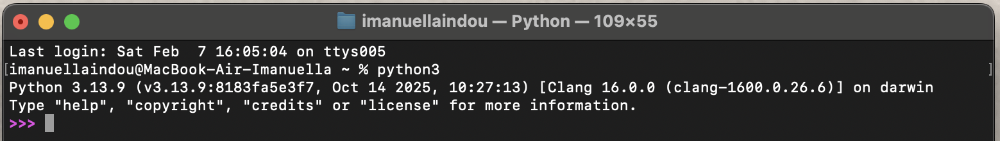 imanuellaindou — Python — 109×55
Last login: Sat Feb  7 16:05:04 on ttys005
[imanuellaindou@MacBook-Air-Imanuella ~ % python3 ]
Python 3.13.9 (v3.13.9:8183fa5e3f7, Oct 14 2025, 10:27:13) [Clang 16.0.0 (clang-1600.0.26.6)] on darwin
Type "help", "copyright", "credits" or "license" for more information.
>>>